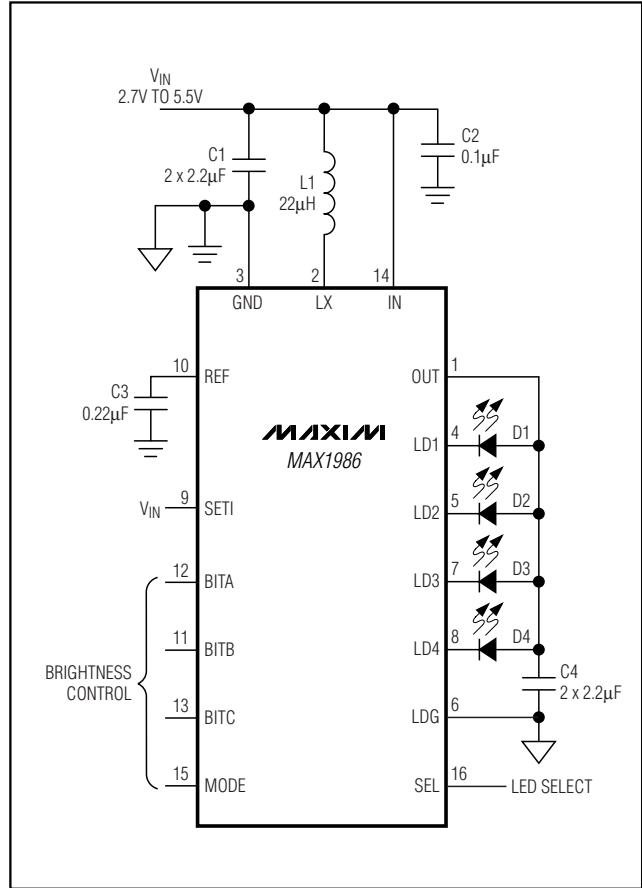 VIN
2.7V TO 5.5V
C1
2 x 2.2µF
L1
22µH
C2
0.1µF
3
2
14
GND
LX
IN
10
REF
C3
0.22µF
1
OUT
MAXIM
MAX1986
4
LD1
D1
VIN
9
SETI
5
LD2
D2
12
BITA
7
LD3
D3
11
BITB
8
LD4
D4
BRIGHTNESS
CONTROL
C4
2 x 2.2µF
13
BITC
6
LDG
15
MODE
16
SEL
LED SELECT